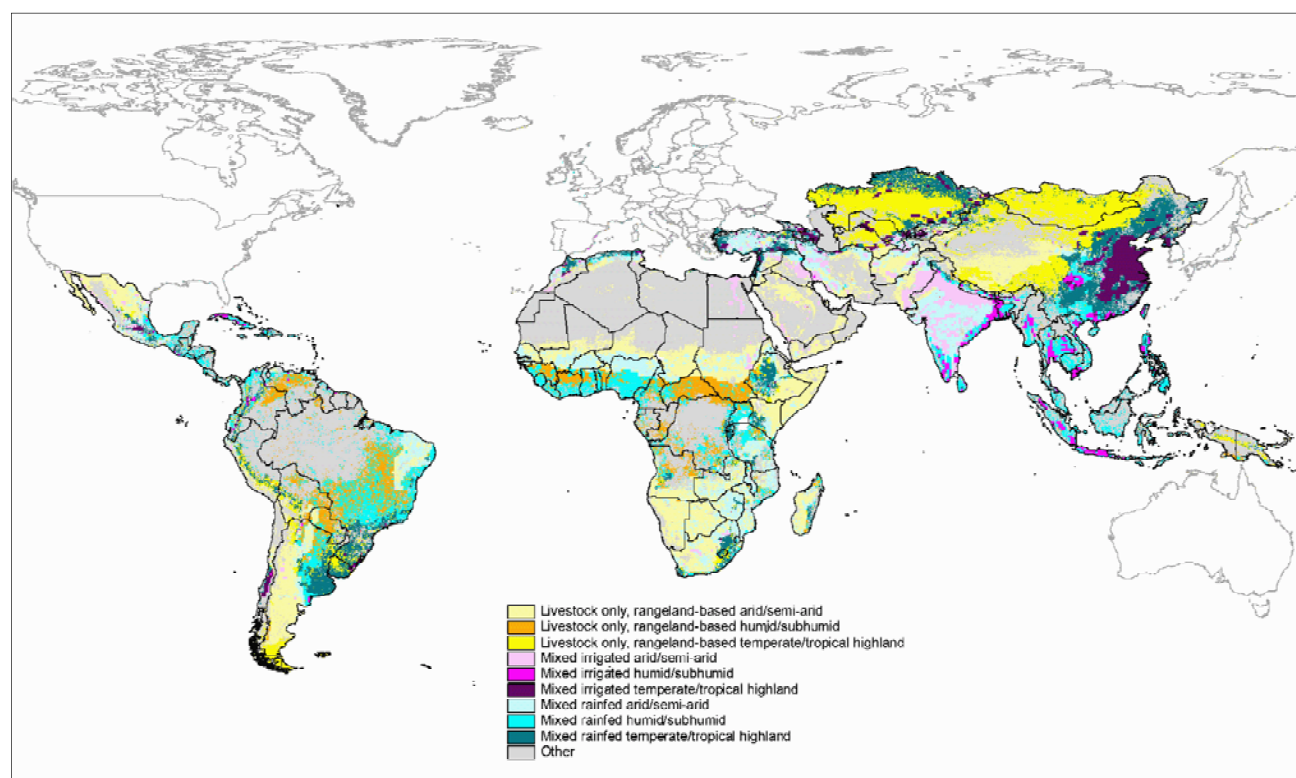 Livestock only, rangeland-based arid/semi-arid
Livestock only, rangeland-based humid/subhumid
Livestock only, rangeland-based temperate/tropical highland
Mixed irrigated arid/semi-arid
Mixed irrigated humid/subhumid
Mixed irrigated temperate/tropical highland
Mixed rainfed arid/semi-arid
Mixed rainfed humid/subhumid
Mixed rainfed temperate/tropical highland
Other